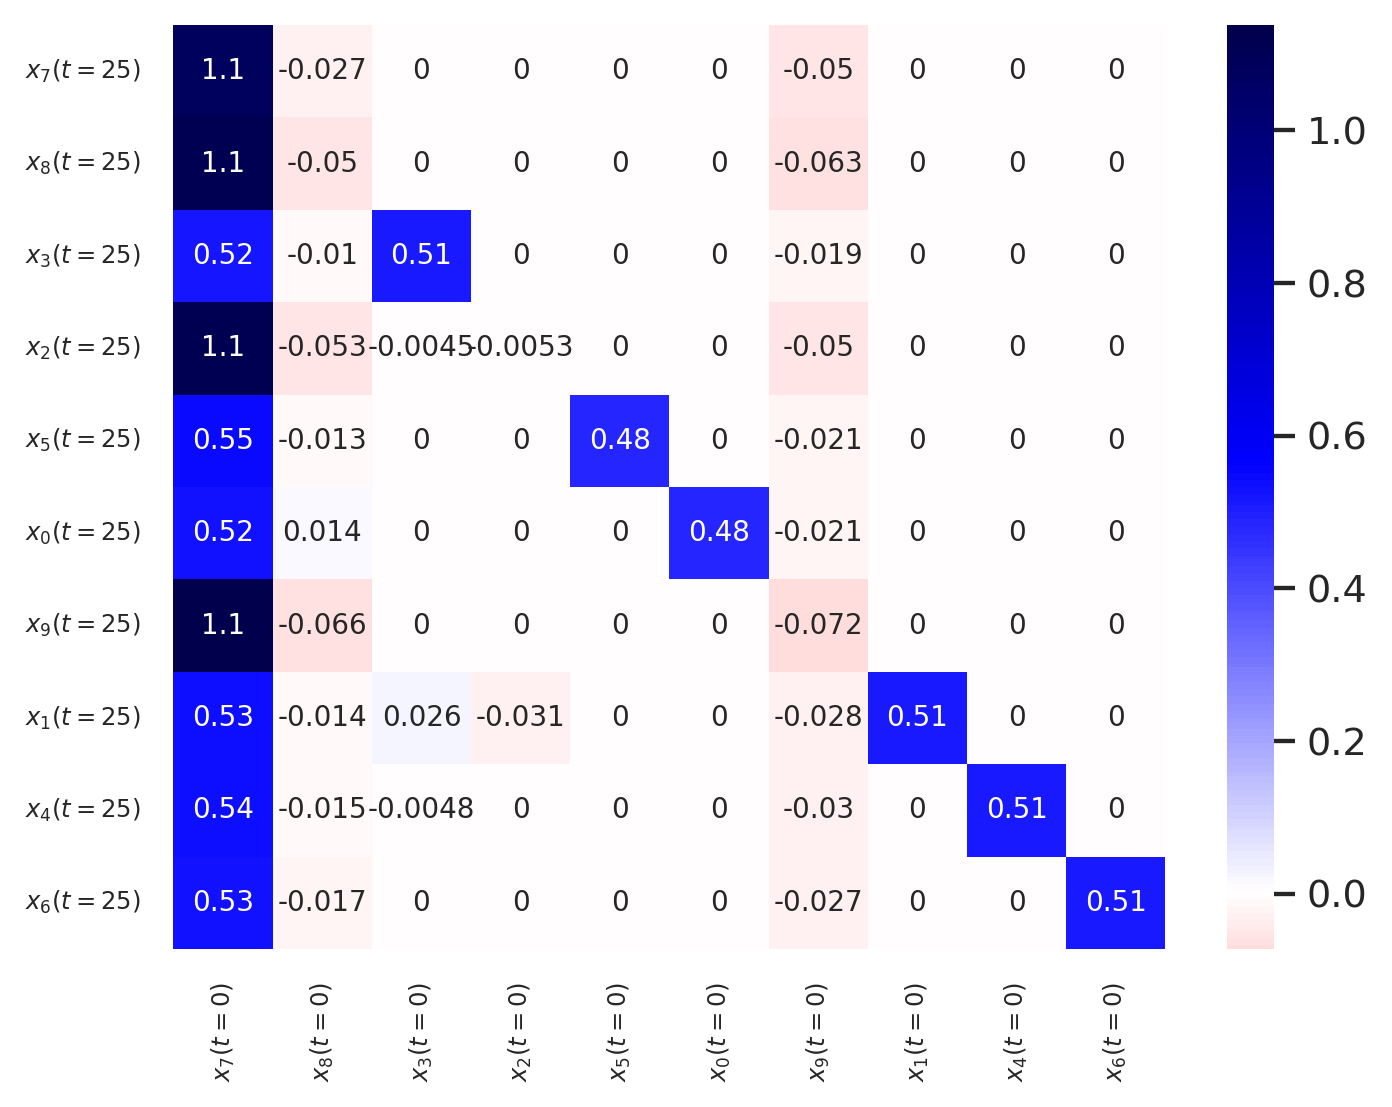 x₇(t = 25) 1.1 -0.027 0 0 0 0 -0.05 0 0 0
x₈(t = 25) 1.1 -0.05 0 0 0 0 -0.063 0 0 0
x₃(t = 25) 0.52 -0.01 0.51 0 0 0 -0.019 0 0 0
x₂(t = 25) 1.1 -0.053 -0.0045 -0.0053 0 0 -0.05 0 0 0
x₅(t = 25) 0.55 -0.013 0 0 0.48 0 -0.021 0 0 0
x₀(t = 25) 0.52 0.014 0 0 0 0.48 -0.021 0 0 0
x₉(t = 25) 1.1 -0.066 0 0 0 0 -0.072 0 0 0
x₁(t = 25) 0.53 -0.014 0.026 -0.031 0 0 -0.028 0.51 0 0
x₄(t = 25) 0.54 -0.015 -0.0048 0 0 0 -0.03 0 0.51 0
x₆(t = 25) 0.53 -0.017 0 0 0 0 -0.027 0 0 0.51
x₇(t = 0)
x₈(t = 0)
x₃(t = 0)
x₂(t = 0)
x₅(t = 0)
x₀(t = 0)
x₉(t = 0)
x₁(t = 0)
x₄(t = 0)
x₆(t = 0)
1.0
0.8
0.6
0.4
0.2
0.0